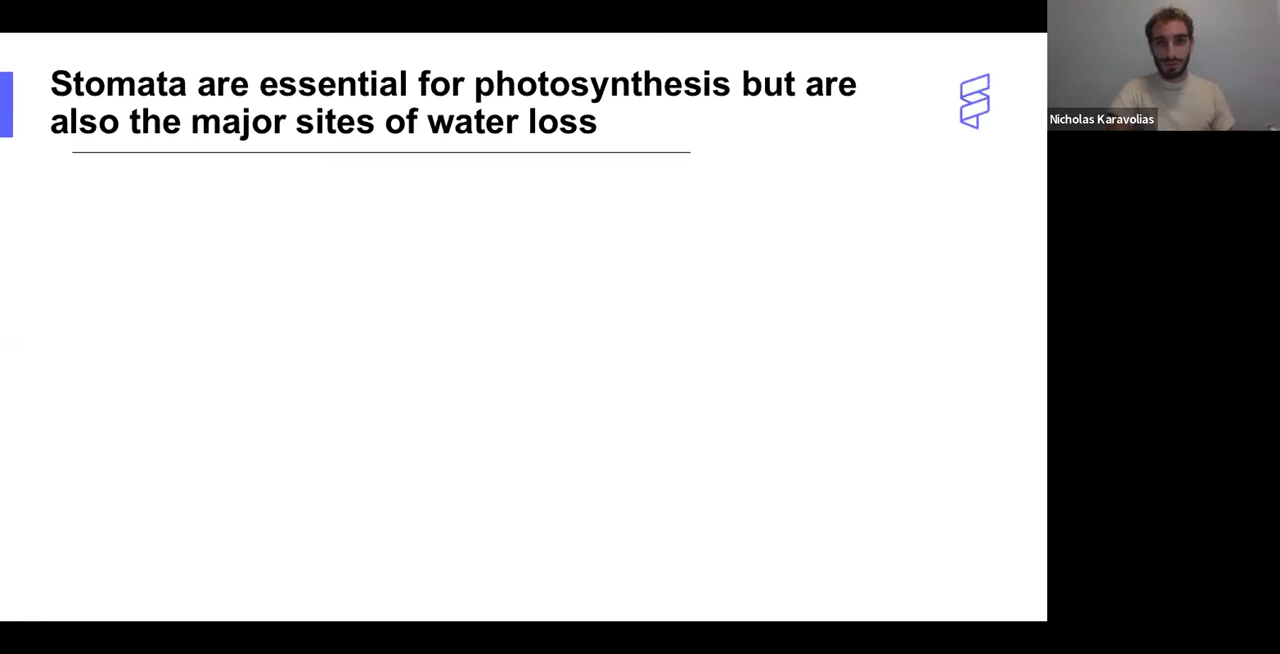 Stomata are essential for photosynthesis but are
also the major sites of water loss
Nicholas Karavolias